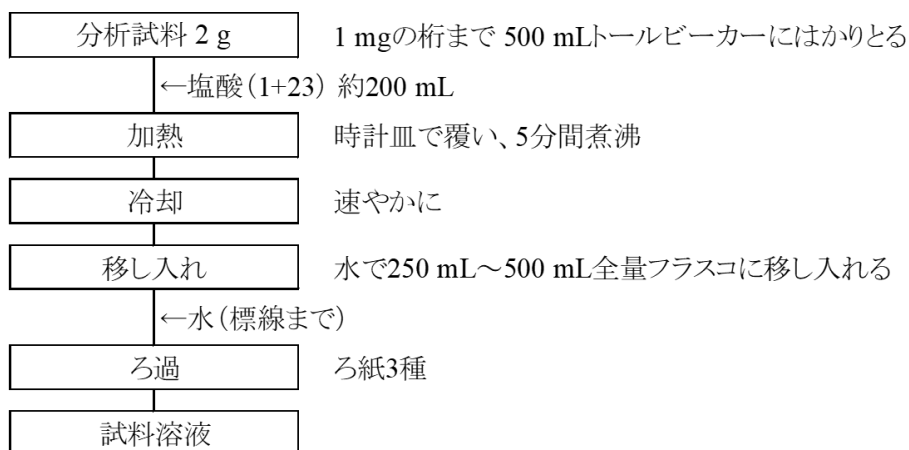 分析試料 2 g 1 mgの桁まで 500 mLトールビーカーにはかりとる
←塩酸(1+23) 約200 mL
加熱 時計皿で覆い、5分間煮沸
冷却 速やかに
移し入れ 水で250 mL～500 mL全量フラスコに移し入れる
←水(標線まで)
ろ過 ろ紙3種
試料溶液